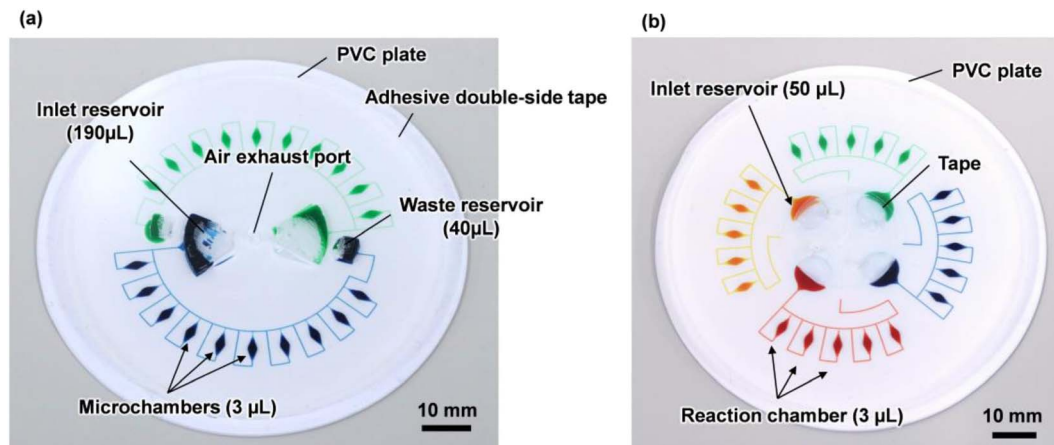 (a)
PVC plate
Adhesive double-side tape
Inlet reservoir
(190µL)
Air exhaust port
Waste reservoir
(40µL)
Microchambers (3 µL)
10 mm
(b)
PVC plate
Inlet reservoir (50 µL)
Tape
Reaction chamber (3 µL)
10 mm